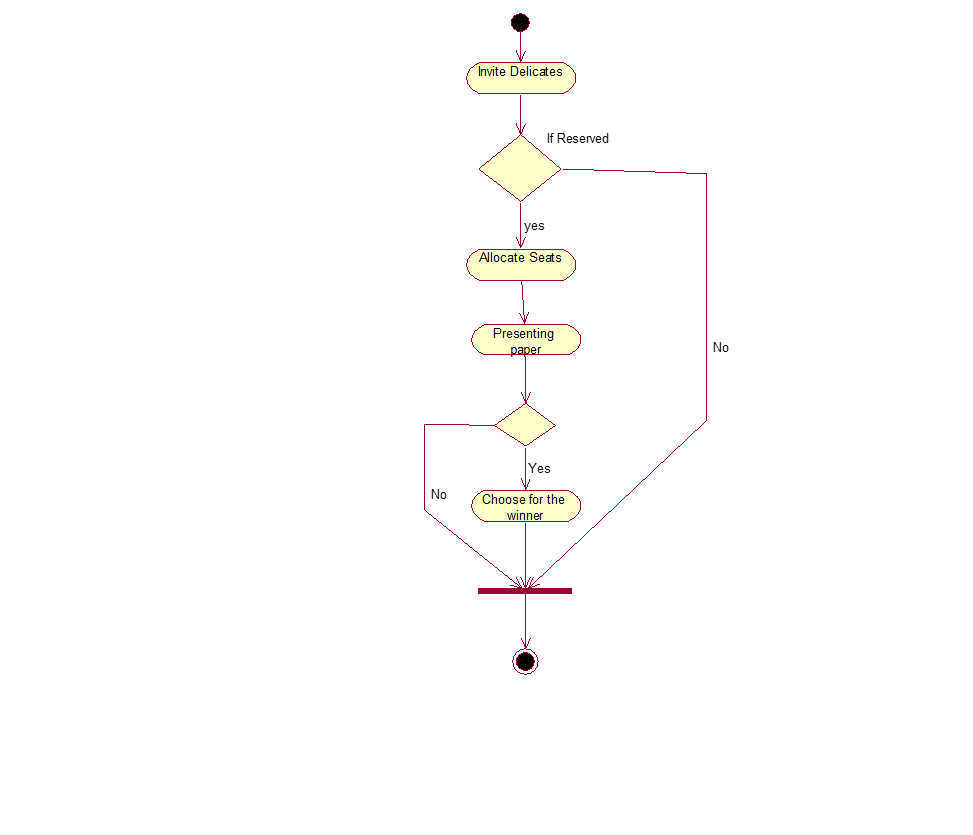 Invite Delicates
If Reserved
yes
Allocate Seats
Presenting
paper
No
Yes
No
Choose for the
winner